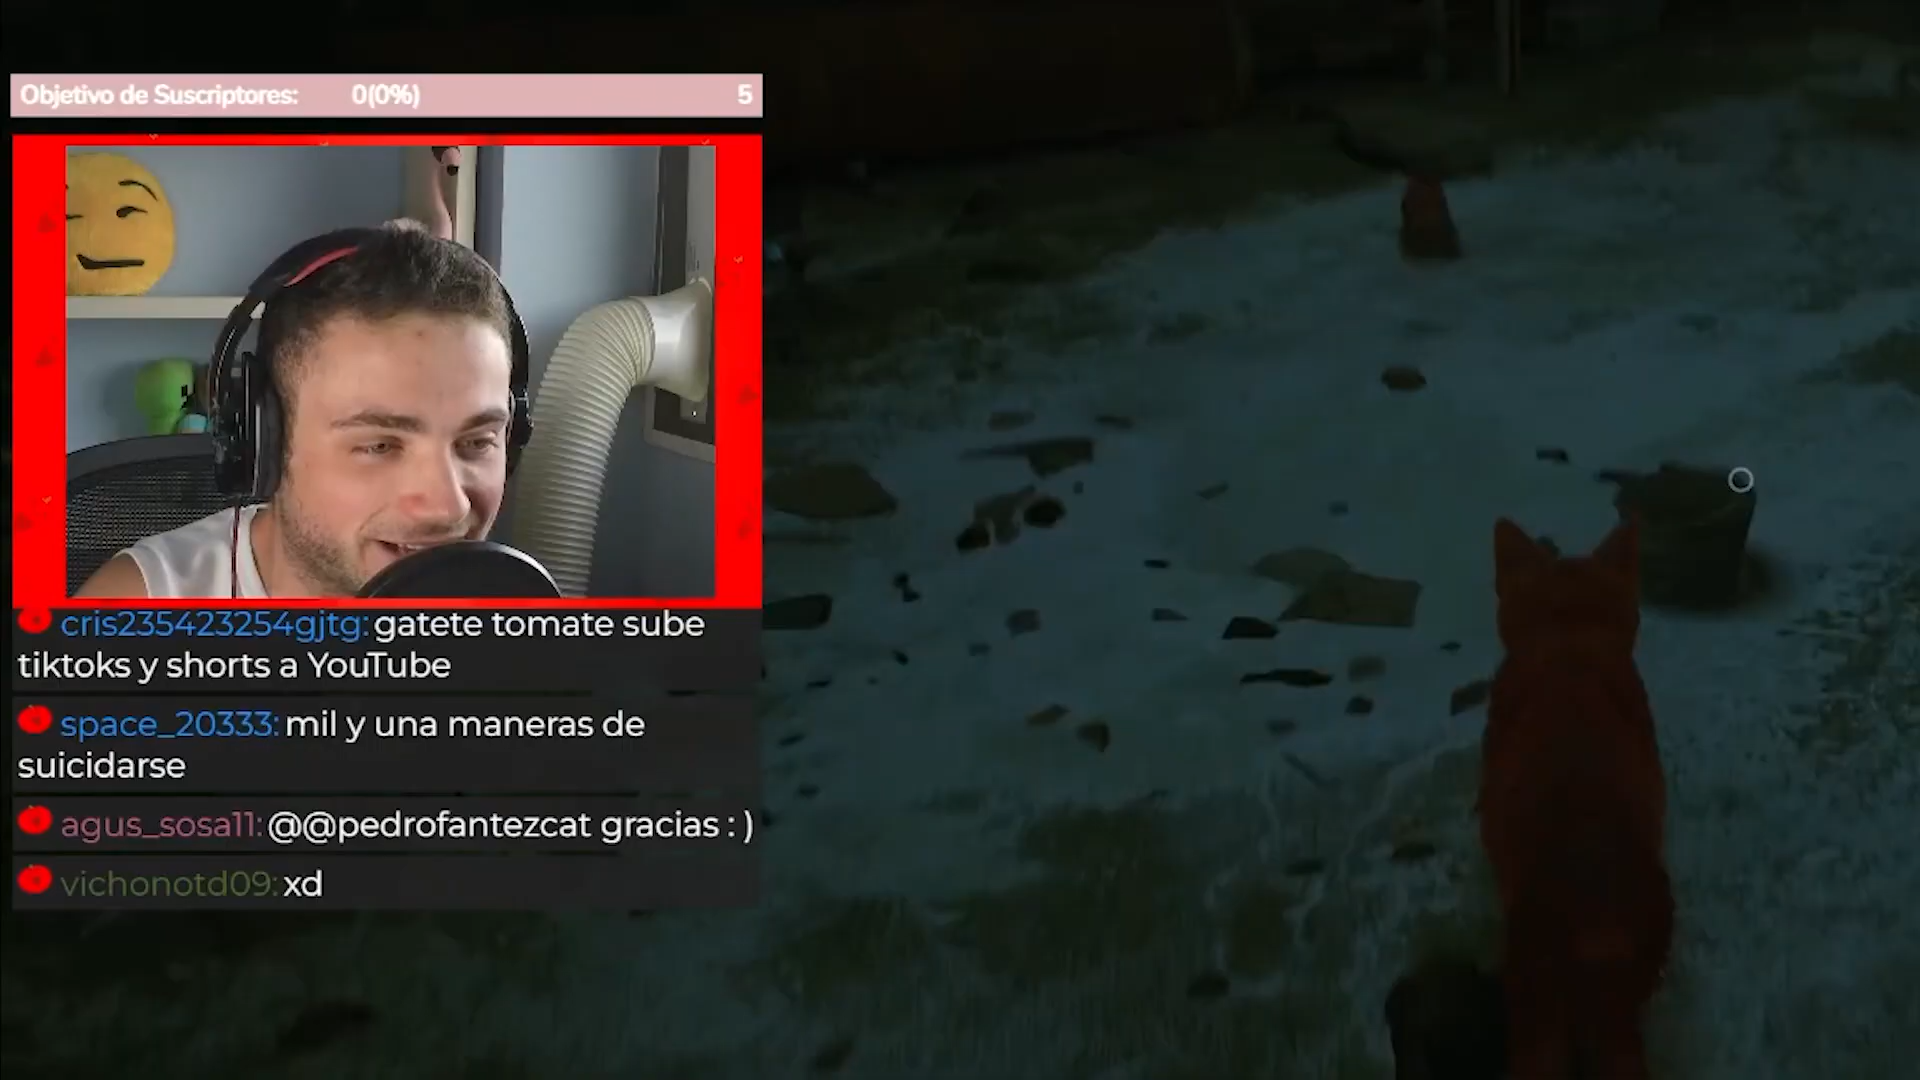 Objetivo de Suscriptores: 0(0%) 5
cris235423254gjtg: gatete tomate sube
tiktoks y shorts a YouTube
space_20333: mil y una maneras de
suicidarse
agus_sosa11: @@pedrofantezcat gracias : )
vichonotd09: xd